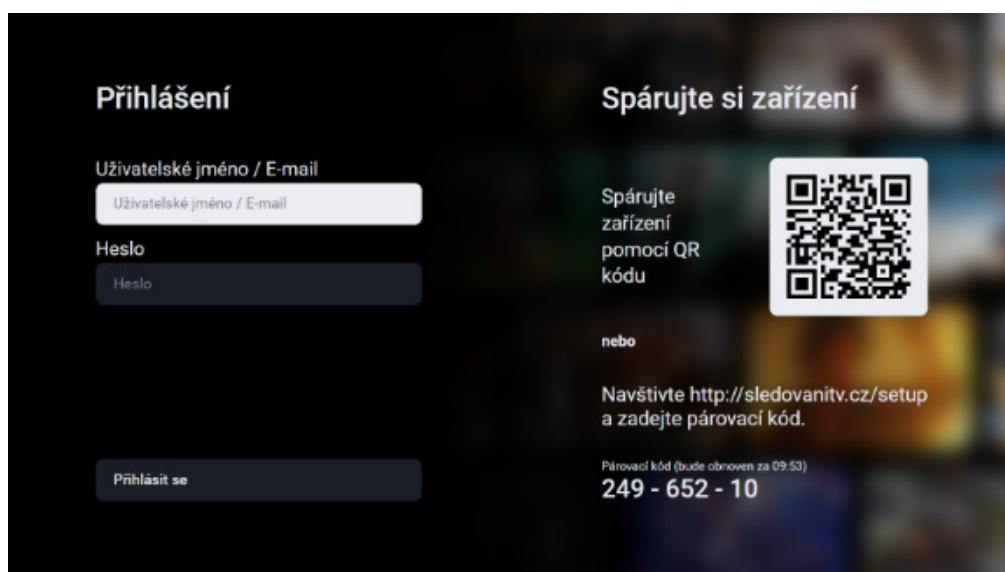 Přihlášení
Uživatelské jméno / E-mail
Uživatelské jméno / E-mail
Heslo
Heslo
Přihlásit se
Spárujte si zařízení
Spárujte
zařízení
pomocí QR
kódu
nebo
Navštivte http://sledovanitv.cz/setup
a zadejte párovací kód.
Párovací kód (bude obnoven za 09:53)
249 - 652 - 10